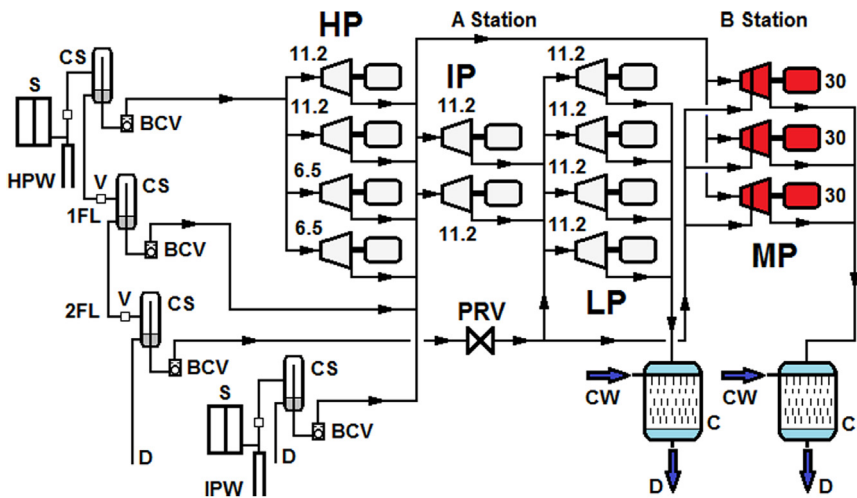 HP
A Station
B Station
CS
11.2
IP
11.2
S
11.2
11.2
11.2
30
BCV
HPW
6.5
11.2
30
V
CS
1FL
6.5
11.2
11.2
30
BCV
MP
V
CS
LP
2FL
PRV
BCV
CS
S
CW
CW
C
C
BCV
D
D
IPW
D
D